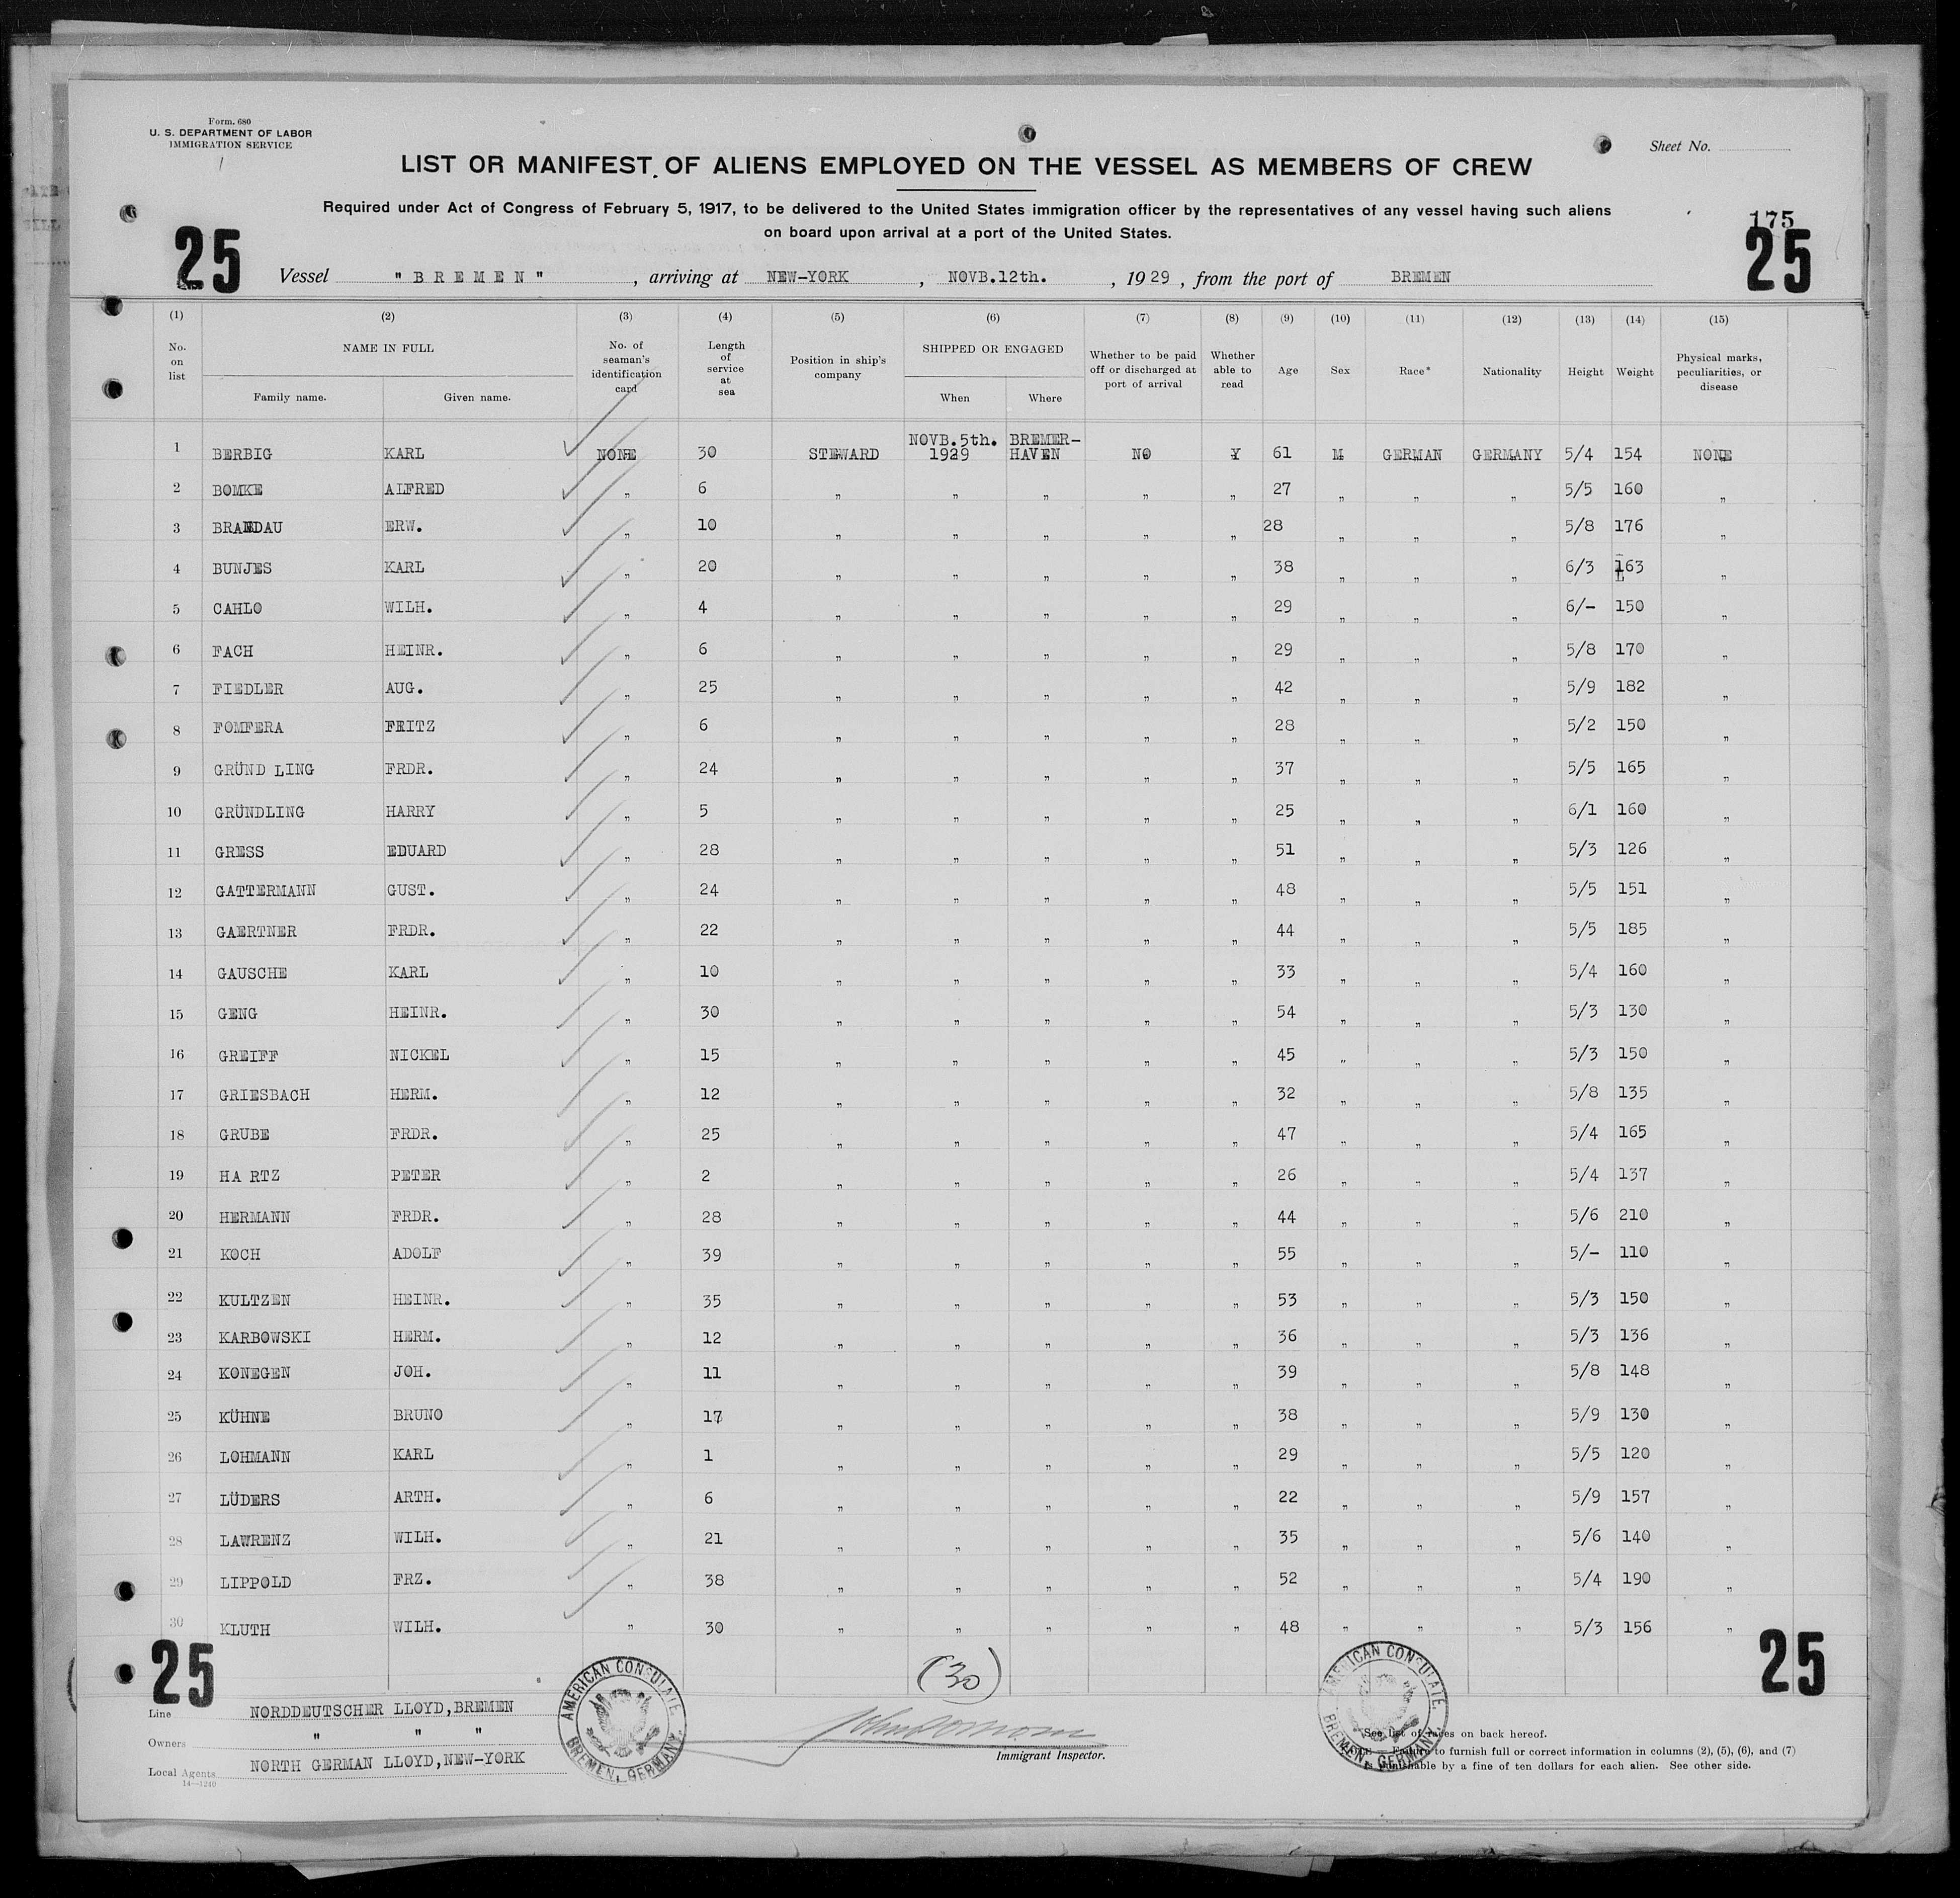 Form. 680
U. S. DEPARTMENT OF LABOR
IMMIGRATION SERVICE
Sheet No.
LIST OR MANIFEST OF ALIENS EMPLOYED ON THE VESSEL AS MEMBERS OF CREW
Required under Act of Congress of February 5, 1917, to be delivered to the United States immigration officer by the representatives of any vessel having such aliens
on board upon arrival at a port of the United States.
175
25 25
Vessel " B R E M E N " , arriving at NEW-YORK , NOVB.12th. , 1929 , from the port of BREMEN
(1) (2) (3) (4) (5) (6) (7) (8) (9) (10) (11) (12) (13) (14) (15)
No. on list NAME IN FULL Family name. Given name. No. of seaman's identification card Length of service at sea Position in ship's company SHIPPED OR ENGAGED When Where Whether to be paid off or discharged at port of arrival Whether able to read Age Sex Race* Nationality Height Weight Physical marks, peculiarities, or disease
1 BERBIG KARL NONE 30 STEWARD NOVB.5th. 1929 BREMER-HAVEN NO Y 61 M GERMAN GERMANY 5/4 154 NONE
2 BOMKE ALFRED " 6 " " " " " 27 " " " 5/5 160 "
3 BRANDAU ERW. " 10 " " " " " 28 " " " 5/8 176 "
4 BUNJES KARL " 20 " " " " " 38 " " " 6/3 163 "
5 CAHLO WILH. " 4 " " " " " 29 " " " 6/- 150 "
6 FACH HEINR. " 6 " " " " " 29 " " " 5/8 170 "
7 FIEDLER AUG. " 25 " " " " " 42 " " " 5/9 182 "
8 FOMFERA FRITZ " 6 " " " " " 28 " " " 5/2 150 "
9 GRÜND LING FRDR. " 24 " " " " " 37 " " " 5/5 165 "
10 GRÜNDLING HARRY " 5 " " " " " 25 " " " 6/1 160 "
11 GRESS EDUARD " 28 " " " " " 51 " " " 5/3 126 "
12 GATTERMANN GUST. " 24 " " " " " 48 " " " 5/5 151 "
13 GAERTNER FRDR. " 22 " " " " " 44 " " " 5/5 185 "
14 GAUSCHE KARL " 10 " " " " " 33 " " " 5/4 160 "
15 GENG HEINR. " 30 " " " " " 54 " " " 5/3 130 "
16 GREIFF NICKEL " 15 " " " " " 45 " " " 5/3 150 "
17 GRIESBACH HERM. " 12 " " " " " 32 " " " 5/8 135 "
18 GRUBE FRDR. " 25 " " " " " 47 " " " 5/4 165 "
19 HA RTZ PETER " 2 " " " " " 26 " " " 5/4 137 "
20 HERMANN FRDR. " 28 " " " " " 44 " " " 5/6 210 "
21 KOCH ADOLF " 39 " " " " " 55 " " " 5/- 110 "
22 KULTZEN HEINR. " 35 " " " " " 53 " " " 5/3 150 "
23 KARBOWSKI HERM. " 12 " " " " " 36 " " " 5/3 136 "
24 KONEGEN JOH. " 11 " " " " " 39 " " " 5/8 148 "
25 KÜHNE BRUNO " 17 " " " " " 38 " " " 5/9 130 "
26 LOHMANN KARL " 1 " " " " " 29 " " " 5/5 120 "
27 LÜDERS ARTH. " 6 " " " " " 22 " " " 5/9 157 "
28 LAWRENZ WILH. " 21 " " " " " 35 " " " 5/6 140 "
29 LIPPOLD FRZ. " 38 " " " " " 52 " " " 5/4 190 "
30 KLUTH WILH. " 30 " " " " " 48 " " " 5/3 156 "
25 (30) 25
Line NORDDEUTSCHER LLOYD,BREMEN
Owners " " "
Local Agents NORTH GERMAN LLOYD,NEW-YORK
14—1240
AMERICAN CONSULATE
BREMEN, GERMANY.
Immigrant Inspector.
AMERICAN CONSULATE
BREMEN, GERMANY.
See list of races on back hereof.
Failure to furnish full or correct information in columns (2), (5), (6), and (7)
is punishable by a fine of ten dollars for each alien. See other side.